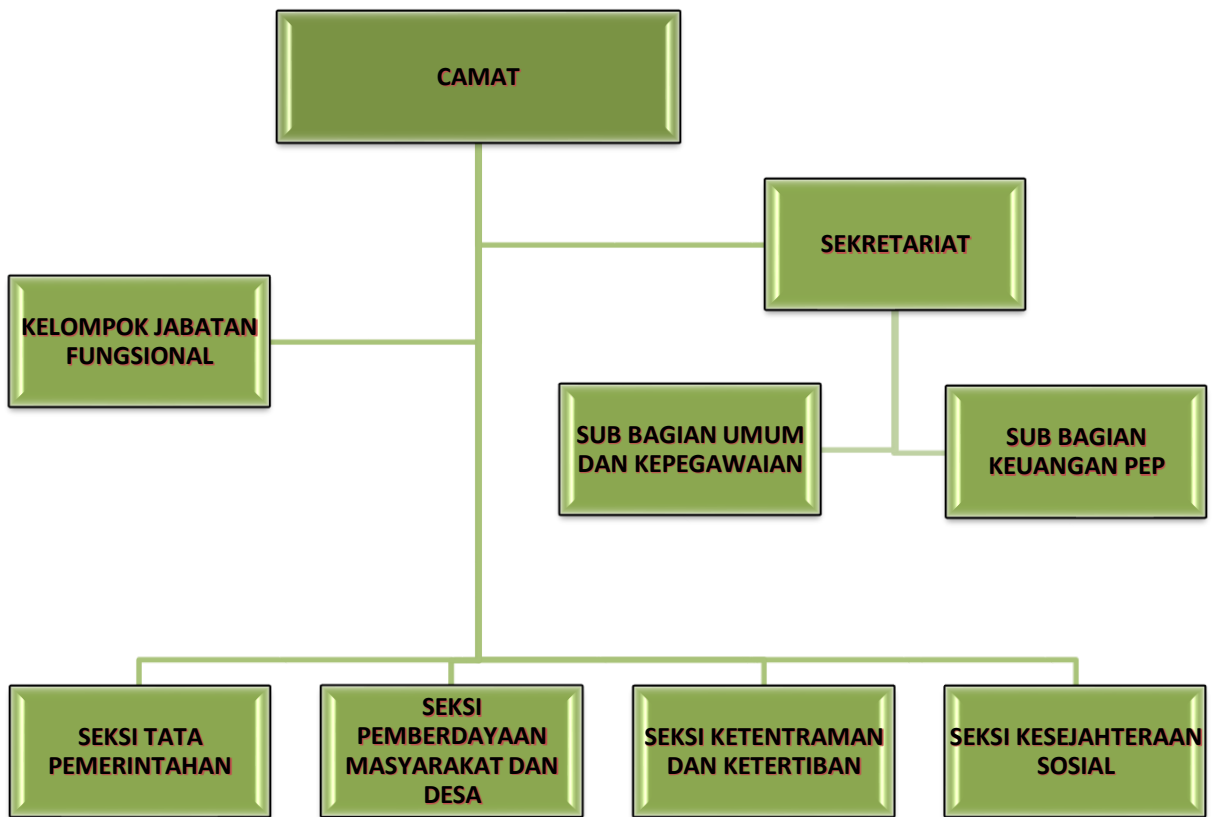 CAMAT
SEKRETARIAT
KELOMPOK JABATAN
FUNGSIONAL
SUB BAGIAN UMUM
DAN KEPEGAWAIAN
SUB BAGIAN
KEUANGAN PEP
SEKSI TATA
PEMERINTAHAN
SEKSI
PEMBERDAYAAN
MASYARAKAT DAN
DESA
SEKSI KETENTRAMAN
DAN KETERTIBAN
SEKSI KESEJAHTERAAN
SOSIAL